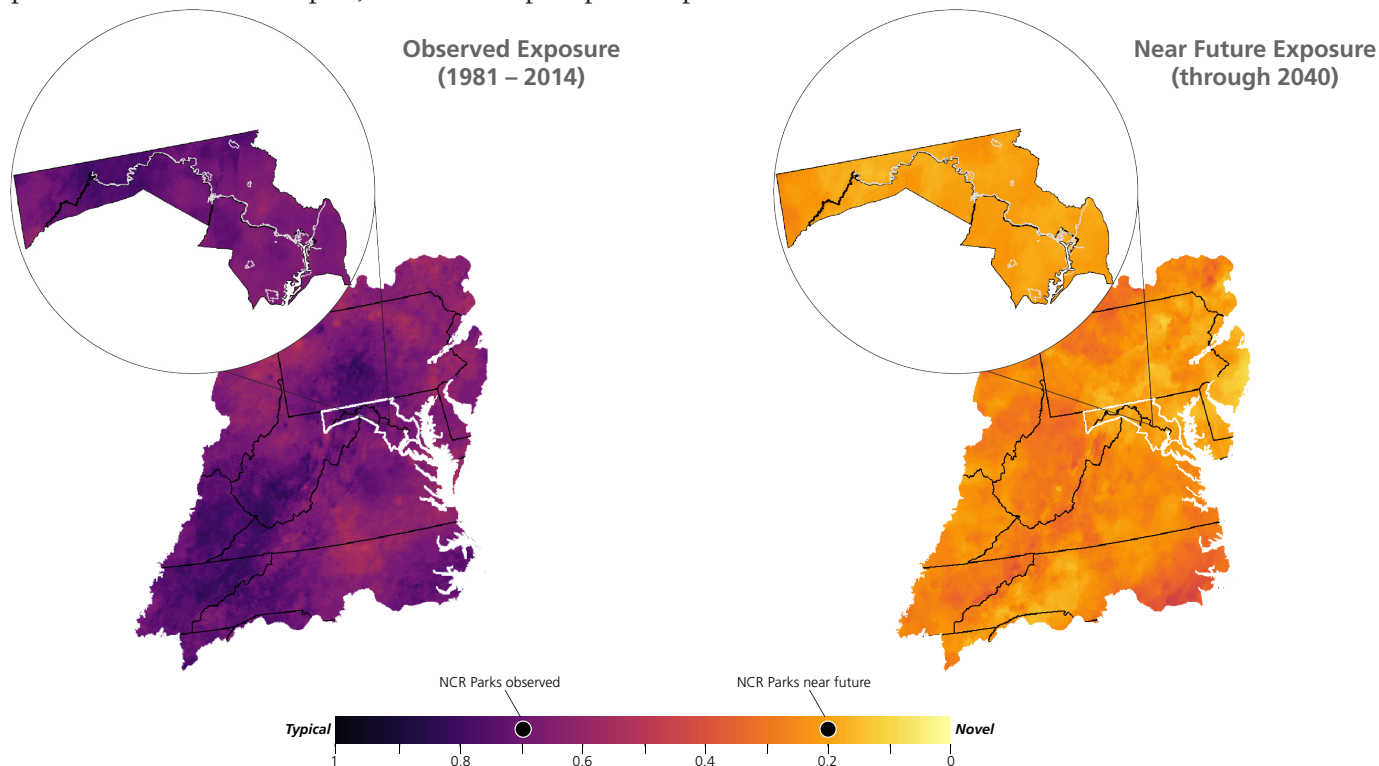 Observed Exposure
(1981 – 2014)
Near Future Exposure
(through 2040)
NCR Parks observed
NCR Parks near future
Typical
Novel
1
0.8
0.6
0.4
0.2
0